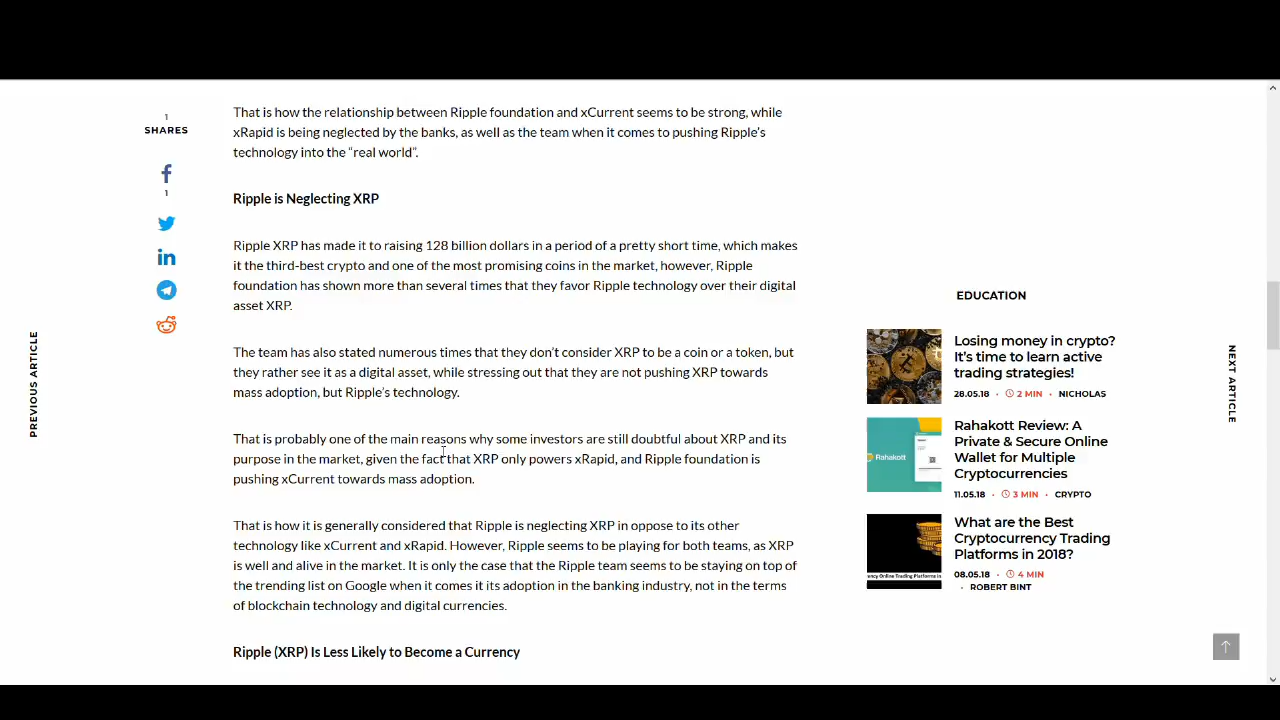 That is how the relationship between Ripple foundation and xCurrent seems to be strong, while
xRapid is being neglected by the banks, as well as the team when it comes to pushing Ripple's
technology into the “real world”.
1
SHARES
1
Ripple is Neglecting XRP
Ripple XRP has made it to raising 128 billion dollars in a period of a pretty short time, which makes
it the third-best crypto and one of the most promising coins in the market, however, Ripple
foundation has shown more than several times that they favor Ripple technology over their digital
asset XRP.
The team has also stated numerous times that they don’t consider XRP to be a coin or a token, but
they rather see it as a digital asset, while stressing out that they are not pushing XRP towards
mass adoption, but Ripple’s technology.
That is probably one of the main reasons why some investors are still doubtful about XRP and its
purpose in the market, given the fact that XRP only powers xRapid, and Ripple foundation is
pushing xCurrent towards mass adoption.
That is how it is generally considered that Ripple is neglecting XRP in oppose to its other
technology like xCurrent and xRapid. However, Ripple seems to be playing for both teams, as XRP
is well and alive in the market. It is only the case that the Ripple team seems to be staying on top of
the trending list on Google when it comes it its adoption in the banking industry, not in the terms
of blockchain technology and digital currencies.
Ripple (XRP) Is Less Likely to Become a Currency
PREVIOUS ARTICLE
NEXT ARTICLE
EDUCATION
Losing money in crypto?
It’s time to learn active
trading strategies!
28.05.18 • 2 MIN • NICHOLAS
Rahakott
Rahakott Review: A
Private & Secure Online
Wallet for Multiple
Cryptocurrencies
11.05.18 • 3 MIN • CRYPTO
ency Online Trading Platforms in
What are the Best
Cryptocurrency Trading
Platforms in 2018?
08.05.18 • 4 MIN
• ROBERT BINT